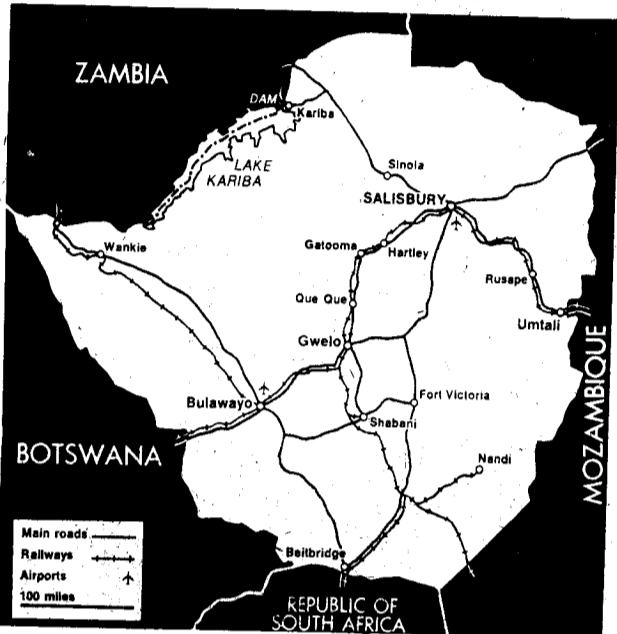 ZAMBIA
DAM
Kariba
LAKE
KARIBA
Sinoia
SALISBURY
Wankie
Gatooma
Hartley
Rusape
Que Que
Umtali
Gwelo
MOZAMBIQUE
Bulawayo
Fort Victoria
Shabani
BOTSWANA
Nandi
Main roads
Railways
Airports
100 miles
Beitbridge
REPUBLIC OF
SOUTH AFRICA